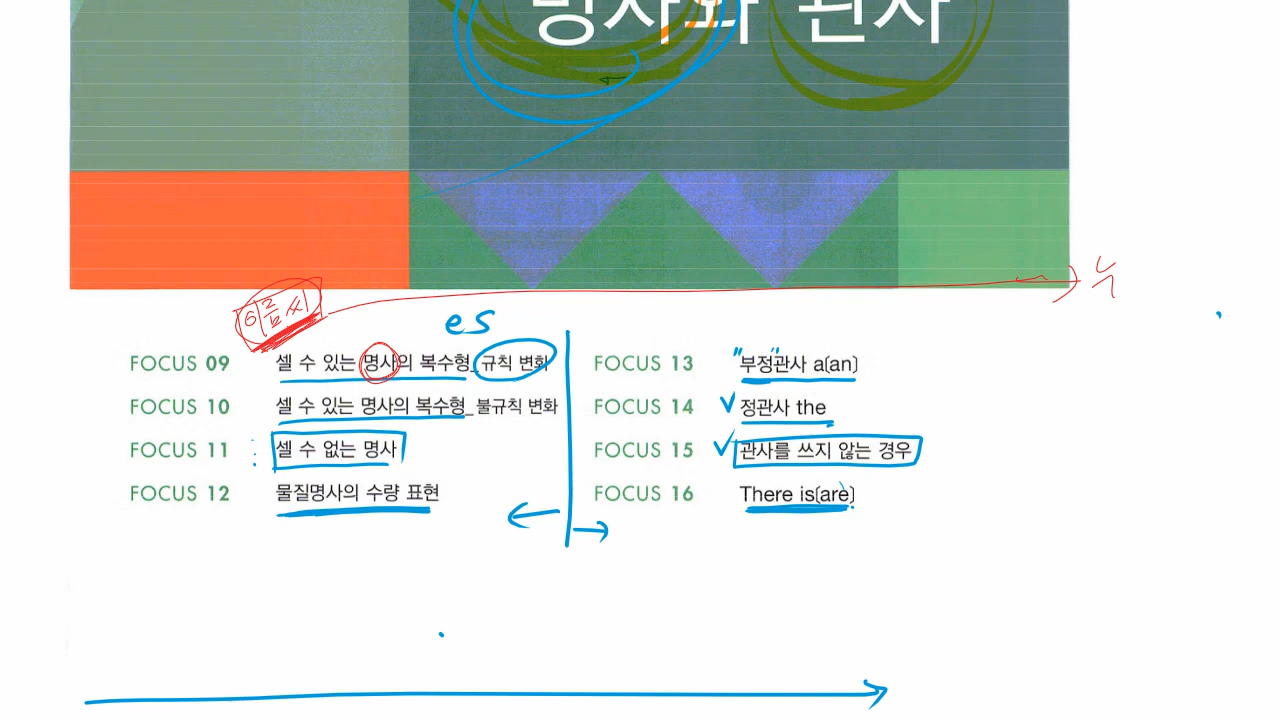 명사와 관사
이름씨
es
FOCUS 09 셀 수 있는 명사의 복수형_규칙 변화
FOCUS 10 셀 수 있는 명사의 복수형_불규칙 변화
FOCUS 11 셀 수 없는 명사
FOCUS 12 물질명사의 수량 표현
FOCUS 13 "부정"관사 a(an)
FOCUS 14 정관사 the
FOCUS 15 관사를 쓰지 않는 경우
FOCUS 16 There is(are)